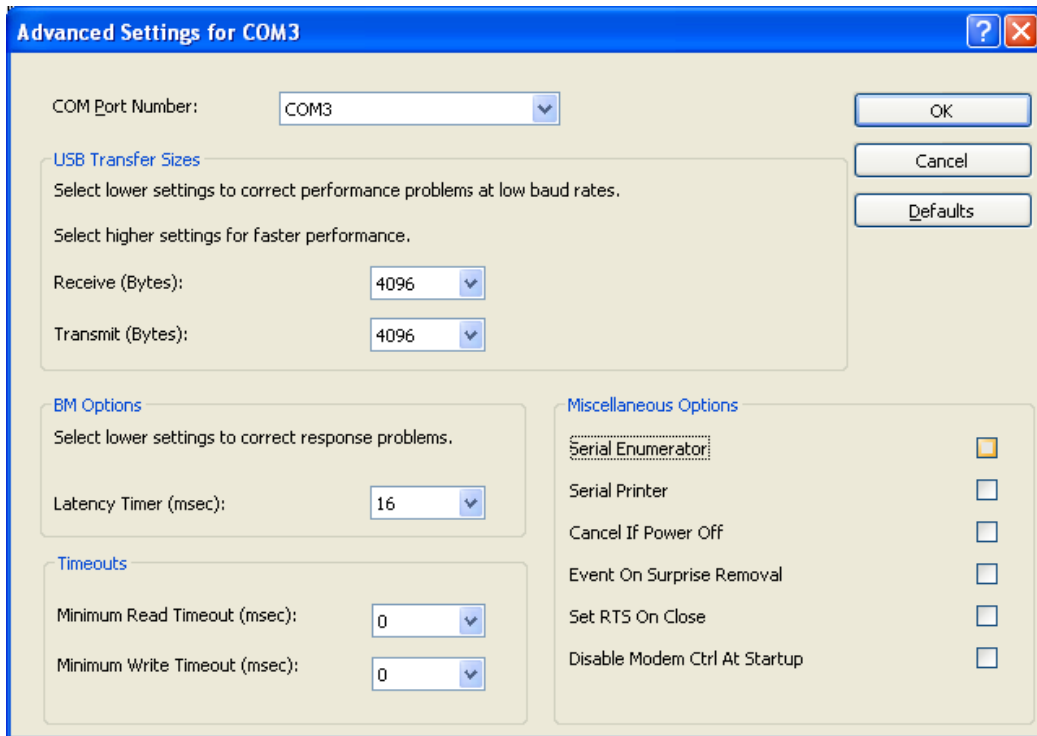 Advanced Settings for COM3
COM Port Number:
COM3
OK
Cancel
Defaults
USB Transfer Sizes
Select lower settings to correct performance problems at low baud rates.
Select higher settings for faster performance.
Receive (Bytes):
4096
Transmit (Bytes):
4096
BM Options
Select lower settings to correct response problems.
Latency Timer (msec):
16
Timeouts
Minimum Read Timeout (msec):
0
Minimum Write Timeout (msec):
0
Miscellaneous Options
Serial Enumerator
Serial Printer
Cancel If Power Off
Event On Surprise Removal
Set RTS On Close
Disable Modem Ctrl At Startup